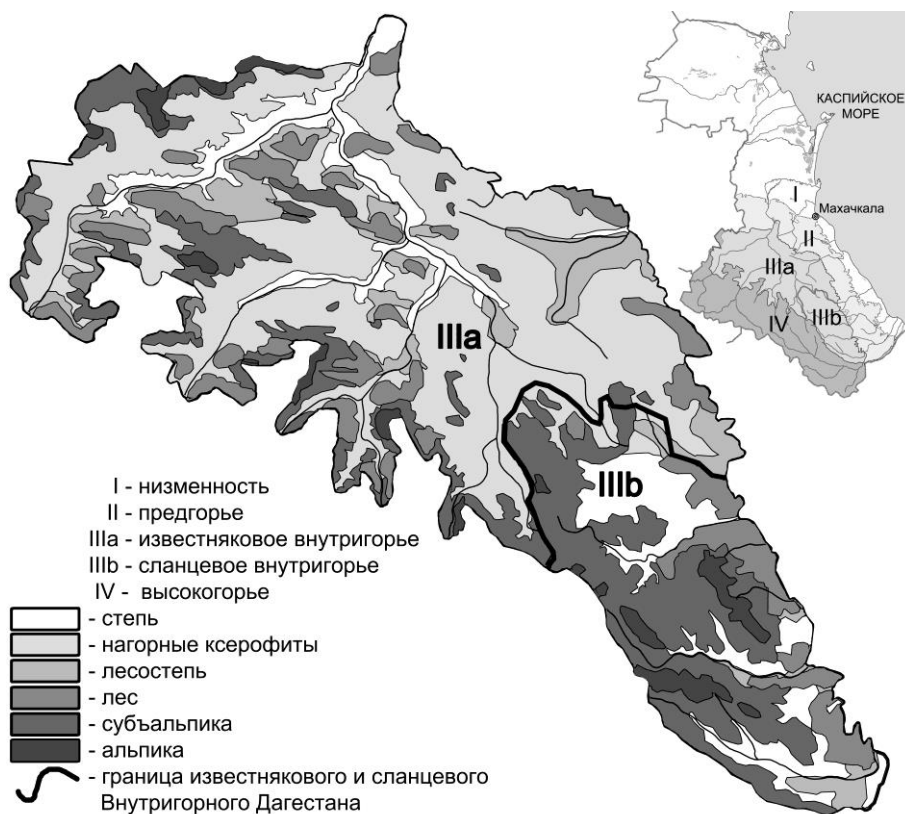 КАСПИЙСКОЕ
МОРЕ
I
Махачкала
II
IIIa
IV
IIIb
IIIa
IIIb
I - низменность
II - предгорье
IIIa - известняковое внутригорье
IIIb - сланцевое внутригорье
IV - высокогорье
- степь
- нагорные ксерофиты
- лесостепь
- лес
- субъальпика
- альпика
- граница известнякового и сланцевого
Внутригорного Дагестана